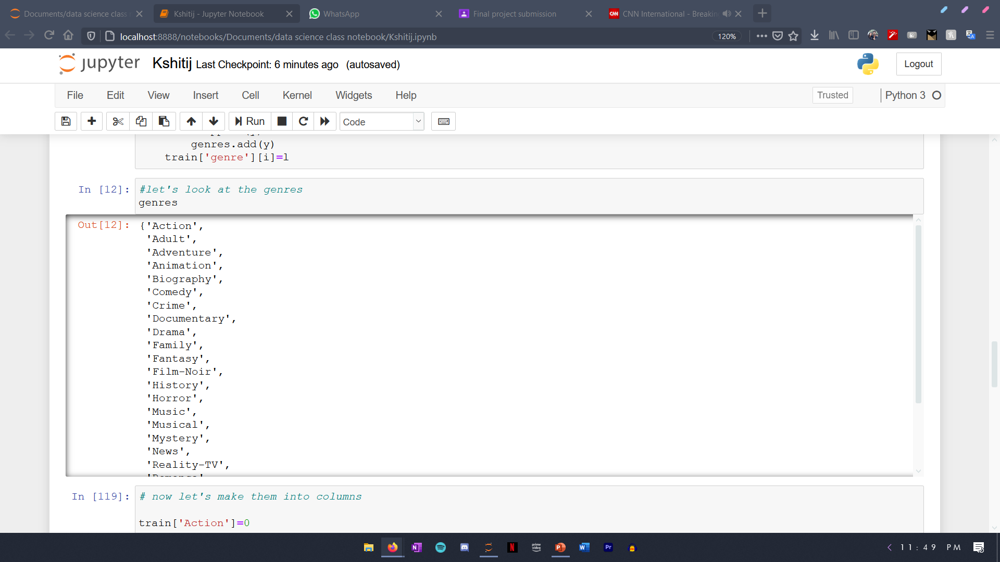 Documents/data science class
Kshitij - Jupyter Notebook
WhatsApp
Final project submission
CNN International - Breakin
localhost:8888/notebooks/Documents/data science class notebook/Kshitij.ipynb
120%
jupyter
Kshitij Last Checkpoint: 6 minutes ago (autosaved)
Logout
File Edit View Insert Cell Kernel Widgets Help
Trusted
Python 3
Run
Code
genres.add(y)
train['genre'][i]=l
In [12]: #let's look at the genres
genres
Out[12]: {'Action',
'Adult',
'Adventure',
'Animation',
'Biography',
'Comedy',
'Crime',
'Documentary',
'Drama',
'Family',
'Fantasy',
'Film-Noir',
'History',
'Horror',
'Music',
'Musical',
'Mystery',
'News',
'Reality-TV',
In [119]: # now let's make them into columns
train['Action']=0
11:49 PM